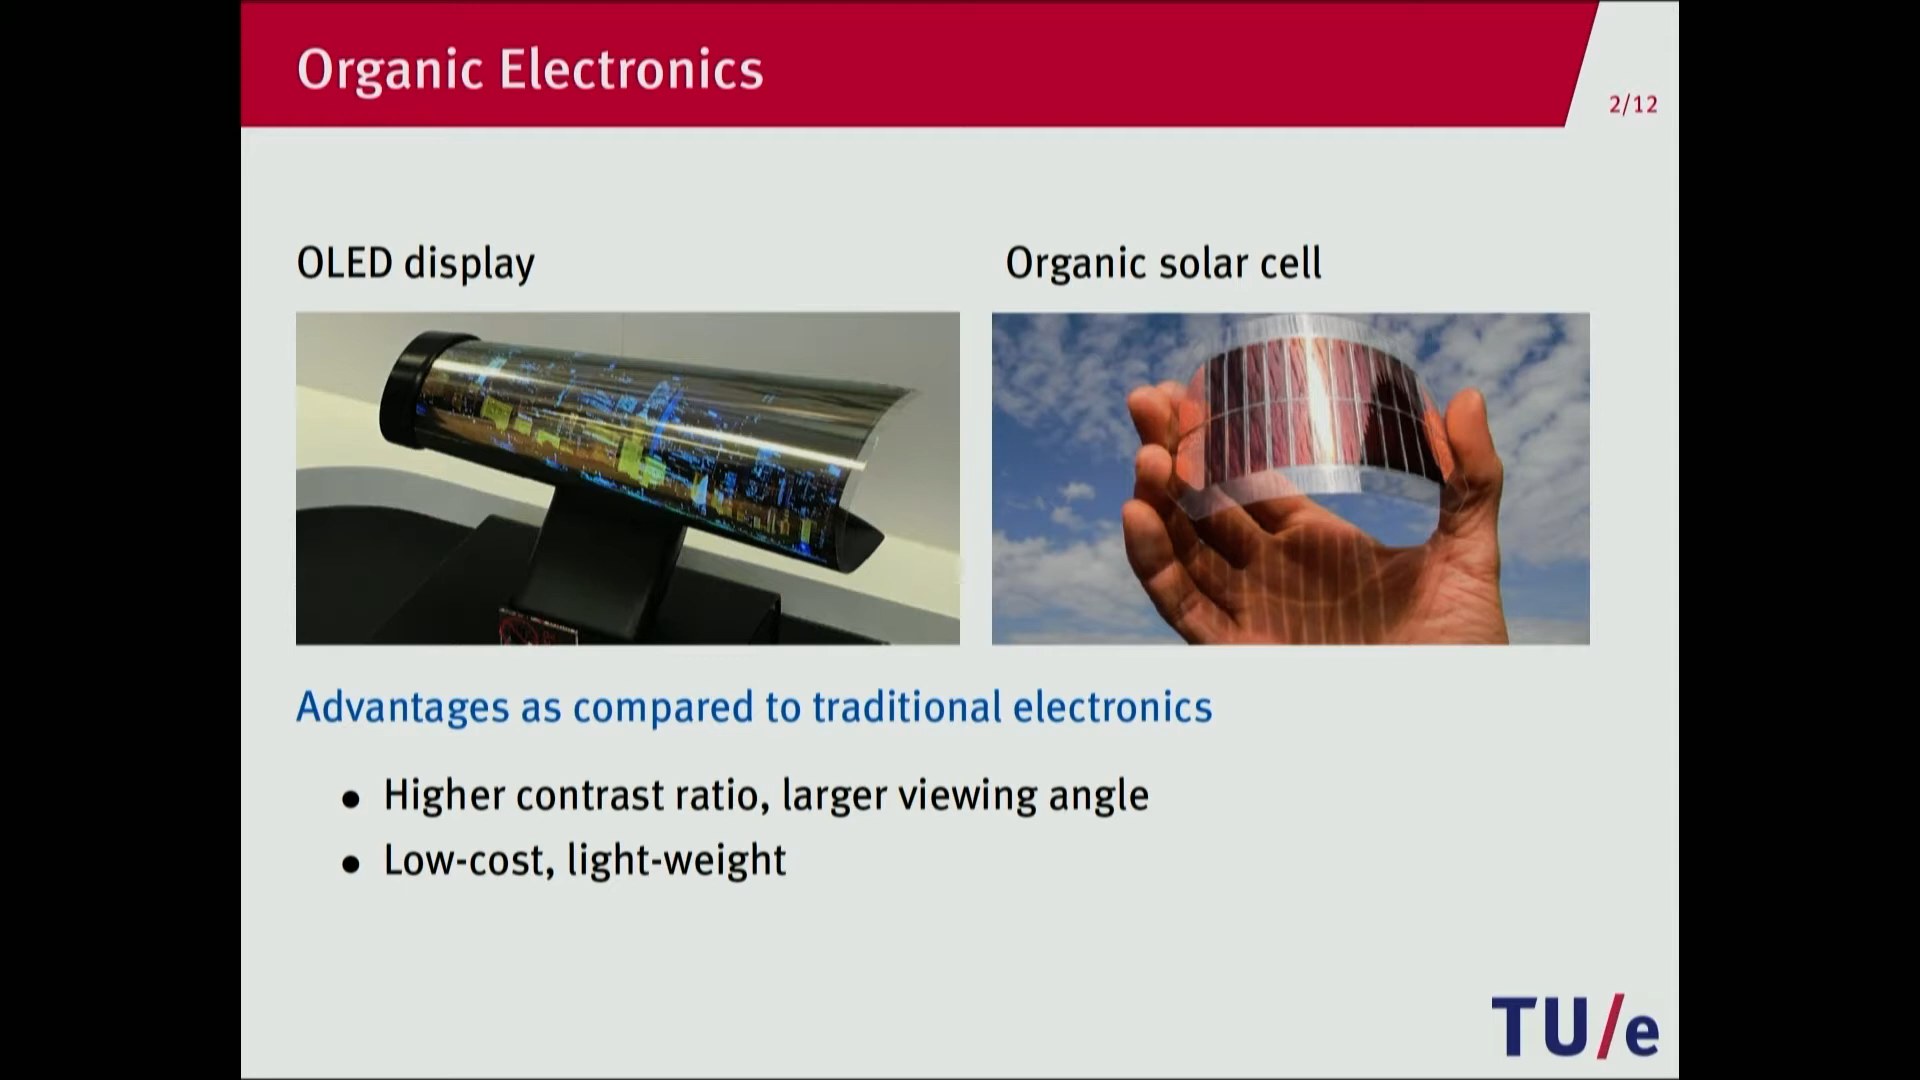 Organic Electronics
2/12
OLED display
Organic solar cell
Advantages as compared to traditional electronics
• Higher contrast ratio, larger viewing angle
• Low-cost, light-weight
TU/e